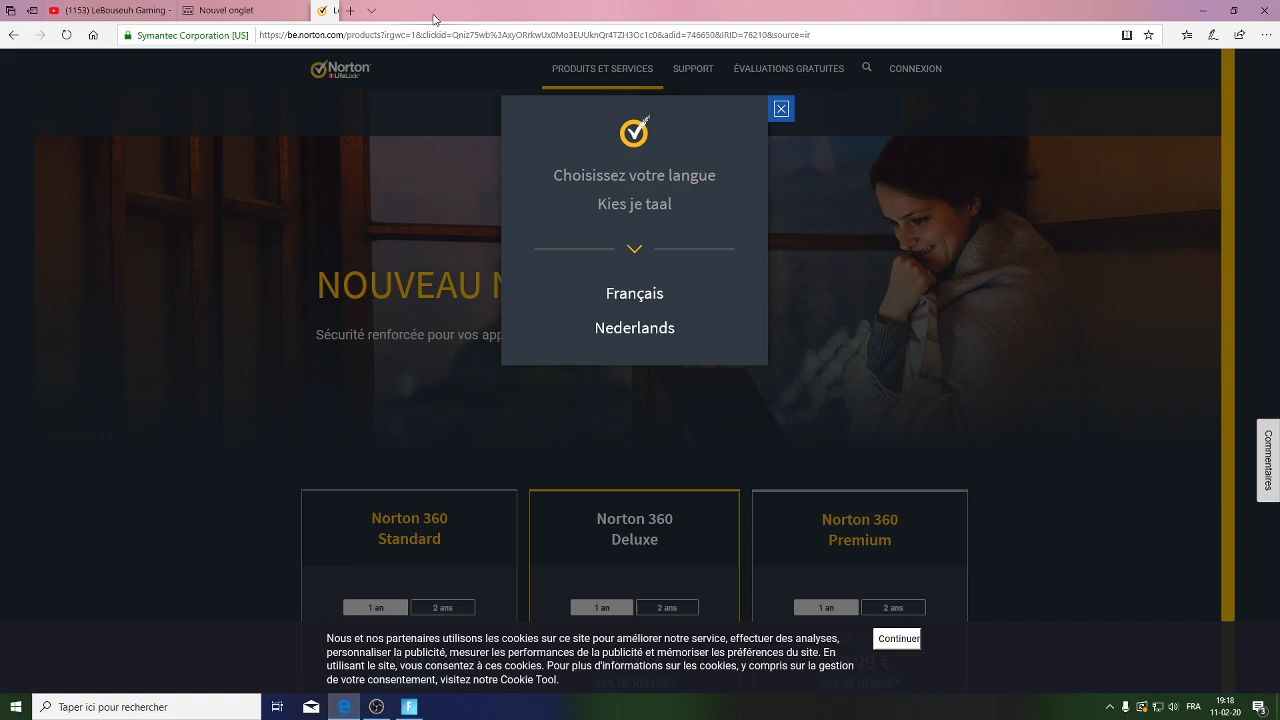 (1153) LeBouseuh Gaming -
Nouvel onglet
Symantec Corporation [US]
https://be.norton.com/products?irgwc=1&clickid=Qniz75wb%3AxyORrkwUx0Mo3EUUknQr4TZH3Oc1c0&adid=746650&IRID=76210&source=ir
Norton
LifeLock
PRODUITS ET SERVICES
SUPPORT
ÉVALUATIONS GRATUITES
CONNEXION
Choisissez votre langue
Kies je taal
Français
Nederlands
NOUVEAU N
Sécurité renforcée pour vos app
Commentaires
Norton 360
Standard
1 an
2 ans
Norton 360
Deluxe
1 an
2 ans
Norton 360
Premium
1 an
2 ans
Nous et nos partenaires utilisons les cookies sur ce site pour améliorer notre service, effectuer des analyses,
personnaliser la publicité, mesurer les performances de la publicité et mémoriser les préférences du site. En
utilisant le site, vous consentez à ces cookies. Pour plus d'informations sur les cookies, y compris sur la gestion
de votre consentement, visitez notre Cookie Tool.
Continuer
Taper ici pour rechercher
FRA
19:18
11-02-20